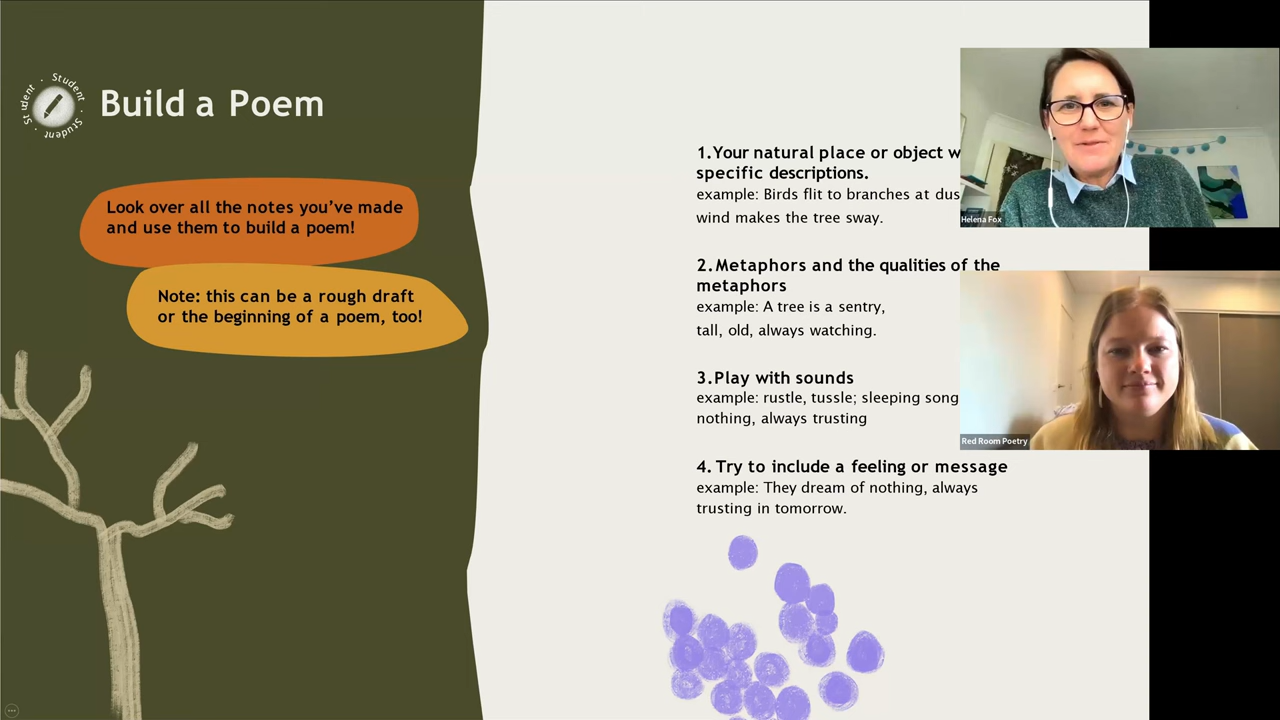 Student · Student · Student ·
Build a Poem
Look over all the notes you've made
and use them to build a poem!
Note: this can be a rough draft
or the beginning of a poem, too!
1.Your natural place or object
specific descriptions.
example: Birds flit to branches at
wind makes the tree sway.
2.Metaphors and the qualities of the
metaphors
example: A tree is a sentry,
tall, old, always watching.
3.Play with sounds
example: rustle, tussle; sleeping song
nothing, always trusting
4. Try to include a feeling or message
example: They dream of nothing, always
trusting in tomorrow.
Helena Fox
Red Room Poetry